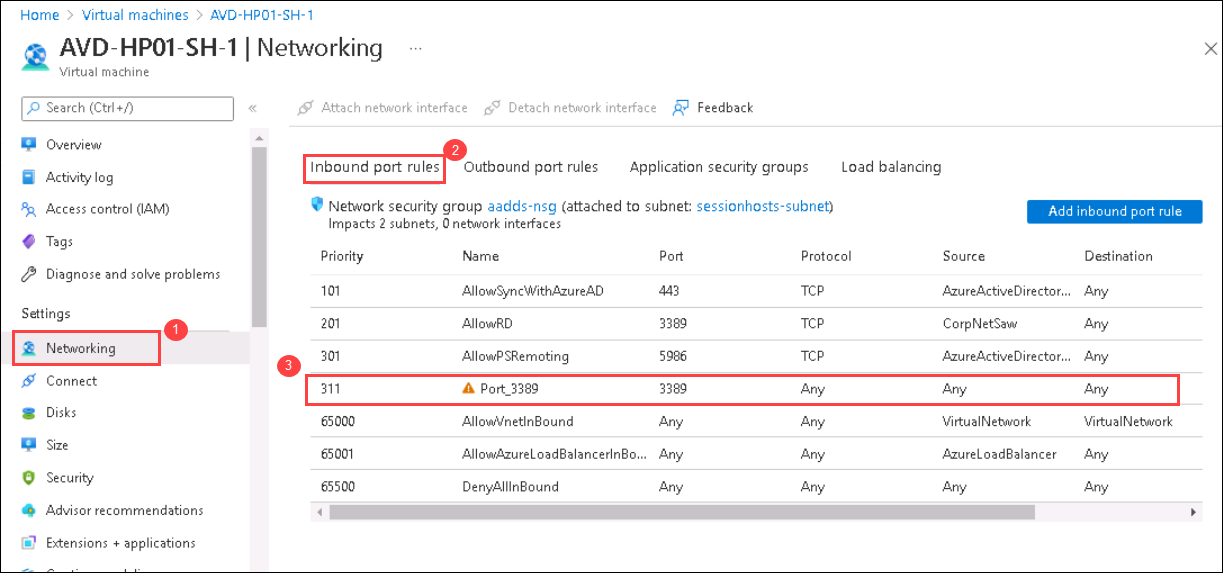 Home > Virtual machines > AVD-HP01-SH-1
AVD-HP01-SH-1 | Networking ...
Virtual machine
Search (Ctrl+/) «
Attach network interface Detach network interface Feedback
Overview
Activity log
Access control (IAM)
Tags
Diagnose and solve problems
Settings
1
Networking
Connect
Disks
Size
Security
Advisor recommendations
Extensions + applications
2
Inbound port rules Outbound port rules Application security groups Load balancing
Network security group aadds-nsg (attached to subnet: sessionhosts-subnet)
Impacts 2 subnets, 0 network interfaces
Add inbound port rule
Priority Name Port Protocol Source Destination
101 AllowSyncWithAzureAD 443 TCP AzureActiveDirector... Any
201 AllowRD 3389 TCP CorpNetSaw Any
301 AllowPSRemoting 5986 TCP AzureActiveDirector... Any
3
311 Port_3389 3389 Any Any Any
65000 AllowVnetInBound Any Any VirtualNetwork VirtualNetwork
65001 AllowAzureLoadBalancerInBo... Any Any AzureLoadBalancer Any
65500 DenyAllInBound Any Any Any Any